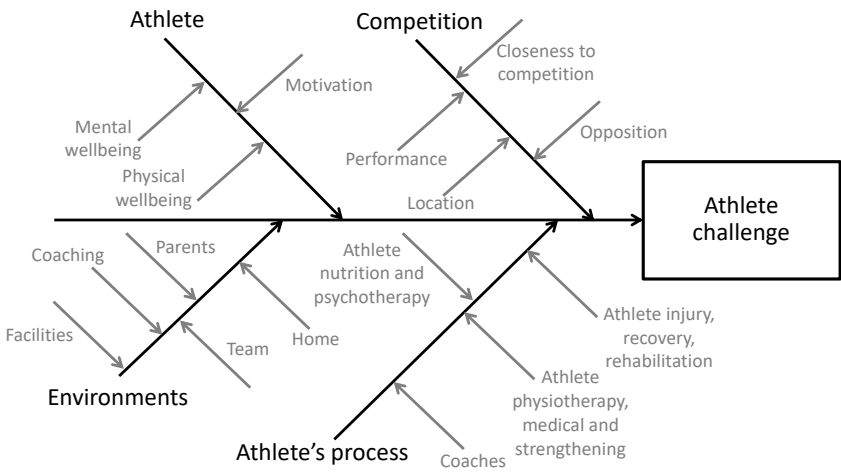 Athlete
Competition
Closeness to
competition
Motivation
Mental
wellbeing
Opposition
Performance
Physical
wellbeing
Location
Athlete
challenge
Parents
Coaching
Athlete
nutrition and
psychotherapy
Facilities
Team
Home
Athlete injury,
recovery,
rehabilitation
Environments
Athlete
physiotherapy,
medical and
strengthening
Athlete's process
Coaches